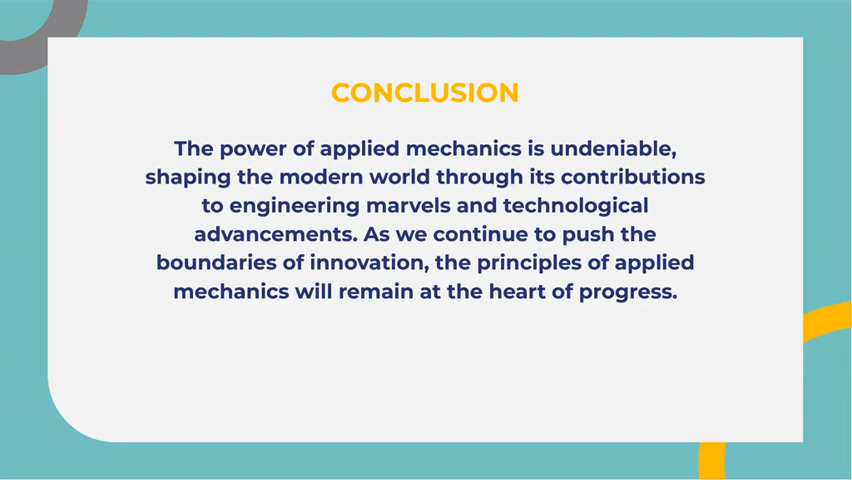 CONCLUSION
The power of applied mechanics is undeniable,
shaping the modern world through its contributions
to engineering marvels and technological
advancements. As we continue to push the
boundaries of innovation, the principles of applied
mechanics will remain at the heart of progress.